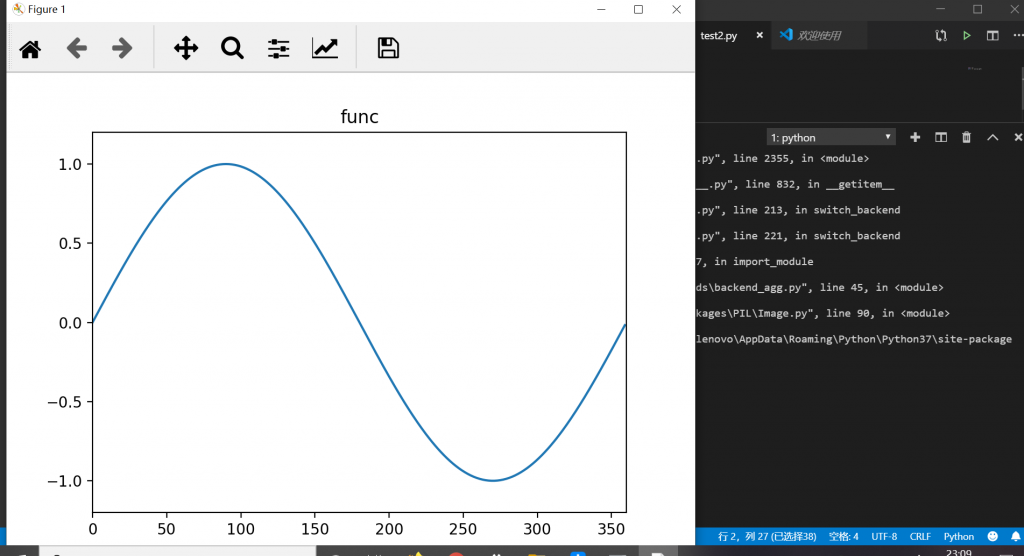 Figure 1
func
1.0
0.5
0.0
−0.5
−1.0
0 50 100 150 200 250 300 350
test2.py 欢迎使用
1: python
.py", line 2355, in <module>
__.py", line 832, in __getitem__
.py", line 213, in switch_backend
.py", line 221, in switch_backend
7, in import_module
ds\backend_agg.py", line 45, in <module>
kages\PIL\Image.py", line 90, in <module>
lenovo\AppData\Roaming\Python\Python37\site-package
行 2，列 27 (已选择38) 空格: 4 UTF-8 CRLF Python
23:09